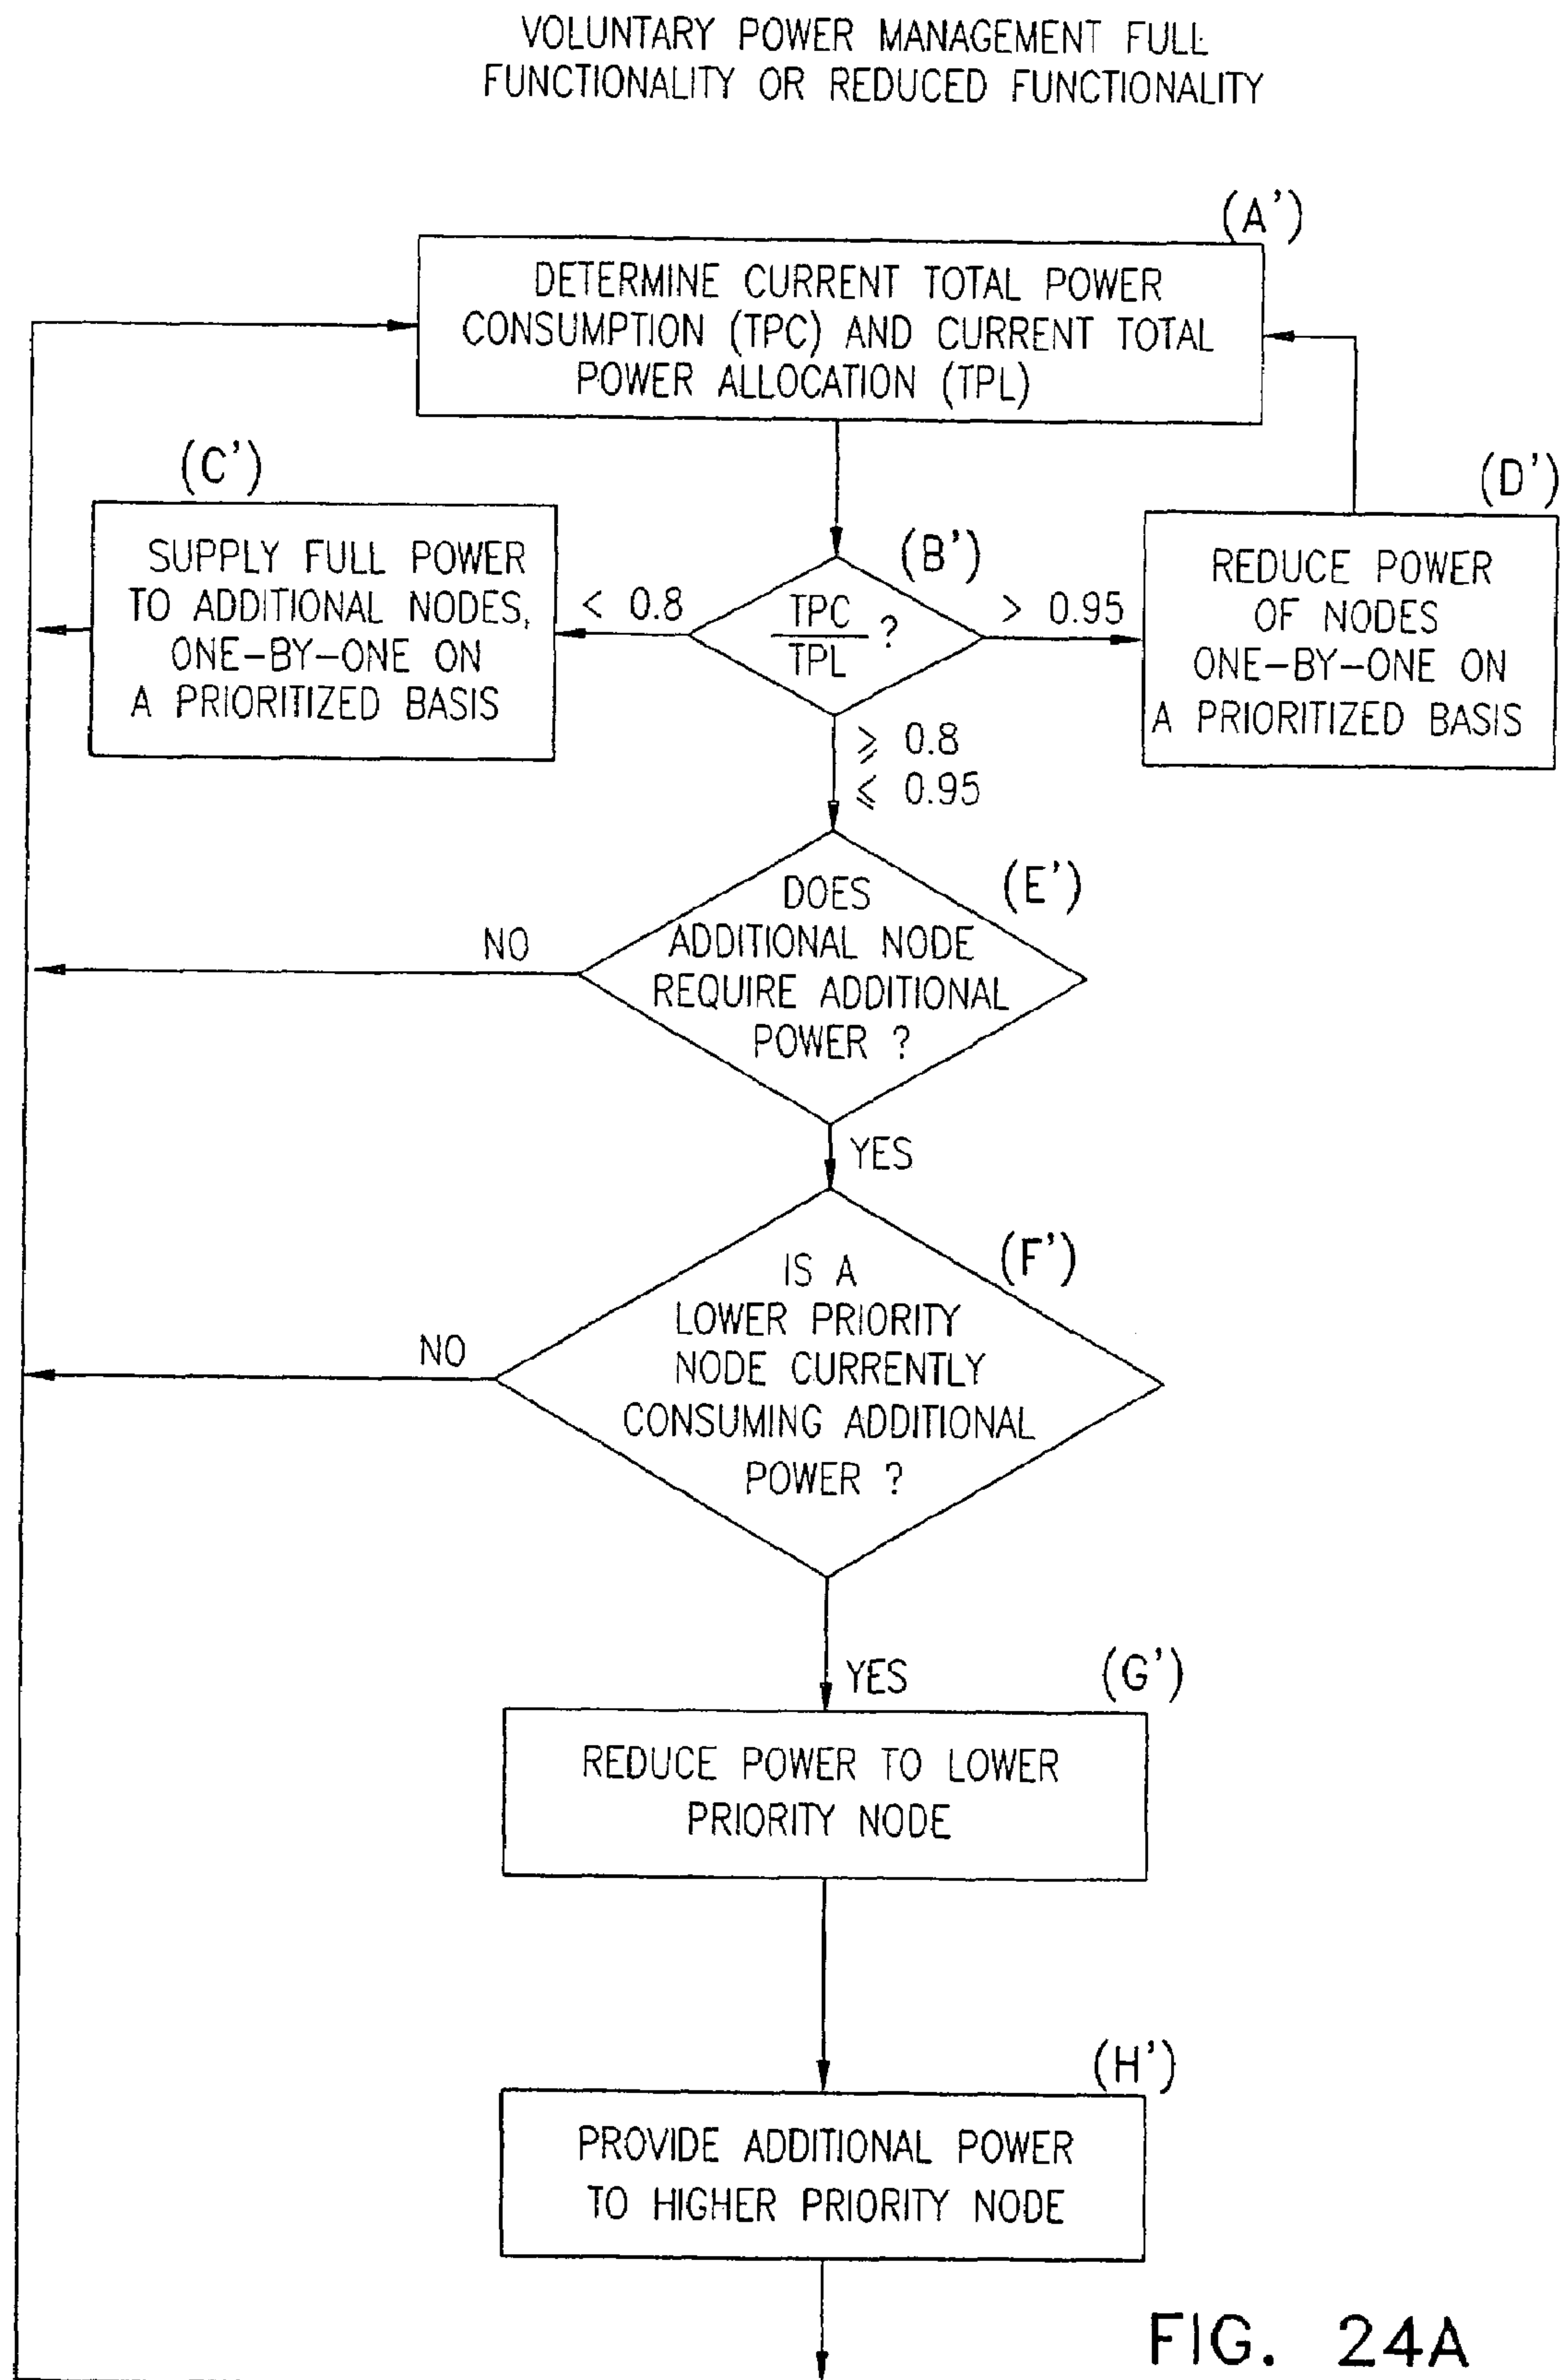 VOLUNTARY POWER MANAGEMENT FULL
FUNCTIONALITY OR REDUCED FUNCTIONALITY
(A')
DETERMINE CURRENT TOTAL POWER
CONSUMPTION (TPC) AND CURRENT TOTAL
POWER ALLOCATION (TPL)
(C')
SUPPLY FULL POWER
TO ADDITIONAL NODES,
ONE-BY-ONE ON
A PRIORITIZED BASIS
< 0.8
(B')
TPC
TPL
?
> 0.95
(D')
REDUCE POWER
OF NODES
ONE-BY-ONE ON
A PRIORITIZED BASIS
⩾ 0.8
⩽ 0.95
(E')
DOES
ADDITIONAL NODE
REQUIRE ADDITIONAL
POWER ?
NO
YES
(F')
IS A
LOWER PRIORITY
NODE CURRENTLY
CONSUMING ADDITIONAL
POWER ?
NO
YES
(G')
REDUCE POWER TO LOWER
PRIORITY NODE
(H')
PROVIDE ADDITIONAL POWER
TO HIGHER PRIORITY NODE
FIG. 24A